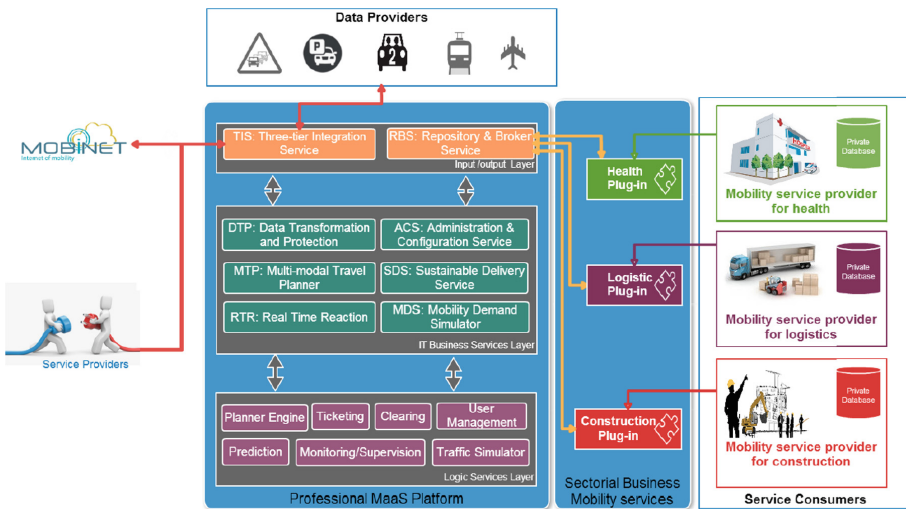 Data Providers
P
2
MOBiNET
Internet of mobility
TIS: Three-tier Integration
Service
RBS: Repository & Broker
Service
Input /output Layer
DTP: Data Transformation
and Protection
ACS: Administration &
Configuration Service
MTP: Multi-modal Travel
Planner
SDS: Sustainable Delivery
Service
RTR: Real Time Reaction
MDS: Mobility Demand
Simulator
IT Business Services Layer
Service Providers
Planner Engine
Ticketing
Clearing
User
Management
Prediction
Monitoring/Supervision
Traffic Simulator
Logic Services Layer
Professional MaaS Platform
Health
Plug-in
Logistic
Plug-in
Construction
Plug-in
Sectorial Business
Mobility services
Private
Database
Mobility service provider
for health
Private
Database
Mobility service provider
for logistics
Private
Database
Mobility service provider
for construction
Service Consumers